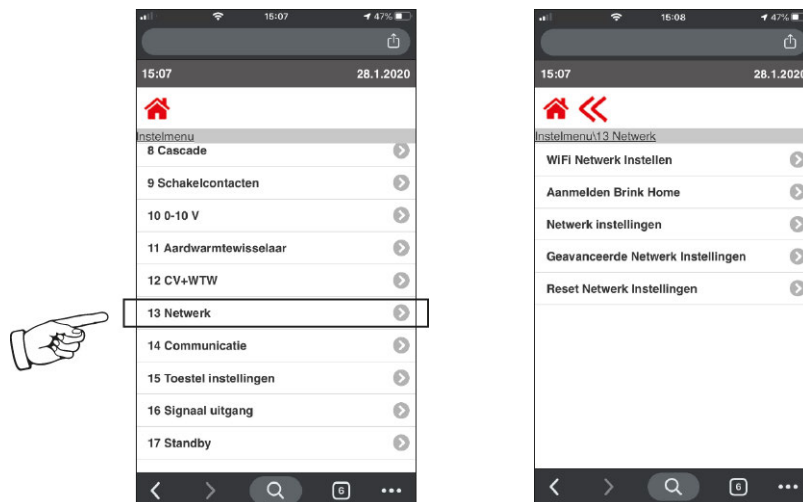 15:07
47%
15:07
28.1.2020
Instelmenu
8 Cascade
9 Schakelcontacten
10 0-10 V
11 Aardwarmtewisselaar
12 CV+WTW
13 Netwerk
14 Communicatie
15 Toestel instellingen
16 Signaal uitgang
17 Standby
6
15:08
47%
15:07
28.1.2020
Instelmenu\13 Netwerk
WiFi Netwerk Instellen
Aanmelden Brink Home
Netwerk instellingen
Geavanceerde Netwerk Instellingen
Reset Netwerk Instellingen
6